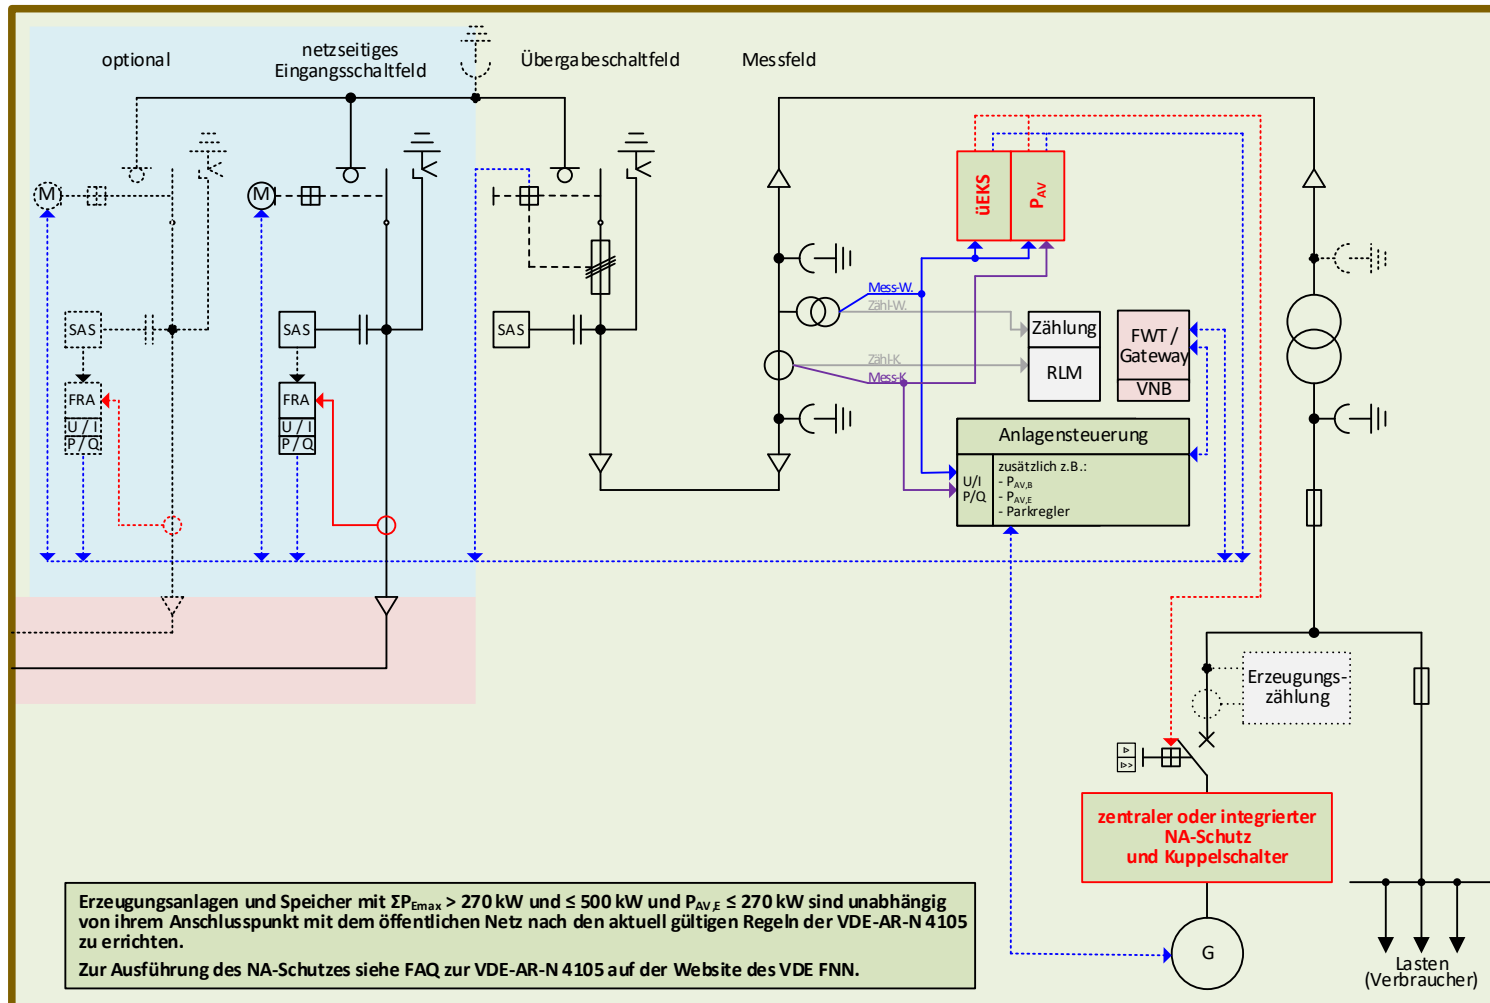 optional
netzseitiges
Eingangsschaltfeld
Übergabeschaltfeld
Messfeld
M
M
SAS
SAS
SAS
FRA
U / I
P / Q
FRA
U / I
P / Q
üEKS
PAV
Mess-W.
Zähl-W.
Zähl-K
Mess-K
Zählung
RLM
FWT /
Gateway
VNB
Anlagensteuerung
U/I
P/Q
zusätzlich z.B.:
- PAV,B
- PAV,E
- Parkregler
Erzeugungs-
zählung
I>
I>>
zentraler oder integrierter
NA-Schutz
und Kuppelschalter
G
Lasten
(Verbraucher)
Erzeugungsanlagen und Speicher mit ΣPEmax > 270 kW und ≤ 500 kW und PAV,E ≤ 270 kW sind unabhängig
von ihrem Anschlusspunkt mit dem öffentlichen Netz nach den aktuell gültigen Regeln der VDE-AR-N 4105
zu errichten.
Zur Ausführung des NA-Schutzes siehe FAQ zur VDE-AR-N 4105 auf der Website des VDE FNN.